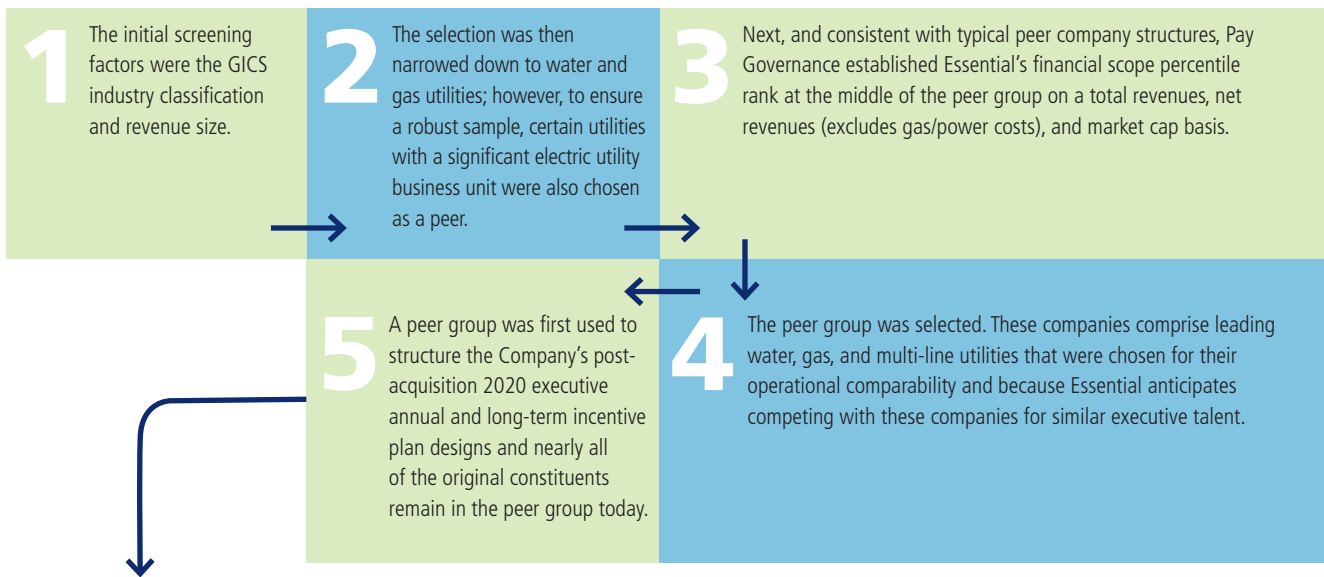 1
The initial screening
factors were the GICS
industry classification
and revenue size.
2
The selection was then
narrowed down to water and
gas utilities; however, to ensure
a robust sample, certain utilities
with a significant electric utility
business unit were also chosen
as a peer.
3
Next, and consistent with typical peer company structures, Pay
Governance established Essential’s financial scope percentile
rank at the middle of the peer group on a total revenues, net
revenues (excludes gas/power costs), and market cap basis.
4
The peer group was selected. These companies comprise leading
water, gas, and multi-line utilities that were chosen for their
operational comparability and because Essential anticipates
competing with these companies for similar executive talent.
5
A peer group was first used to
structure the Company’s post-
acquisition 2020 executive
annual and long-term incentive
plan designs and nearly all
of the original constituents
remain in the peer group today.